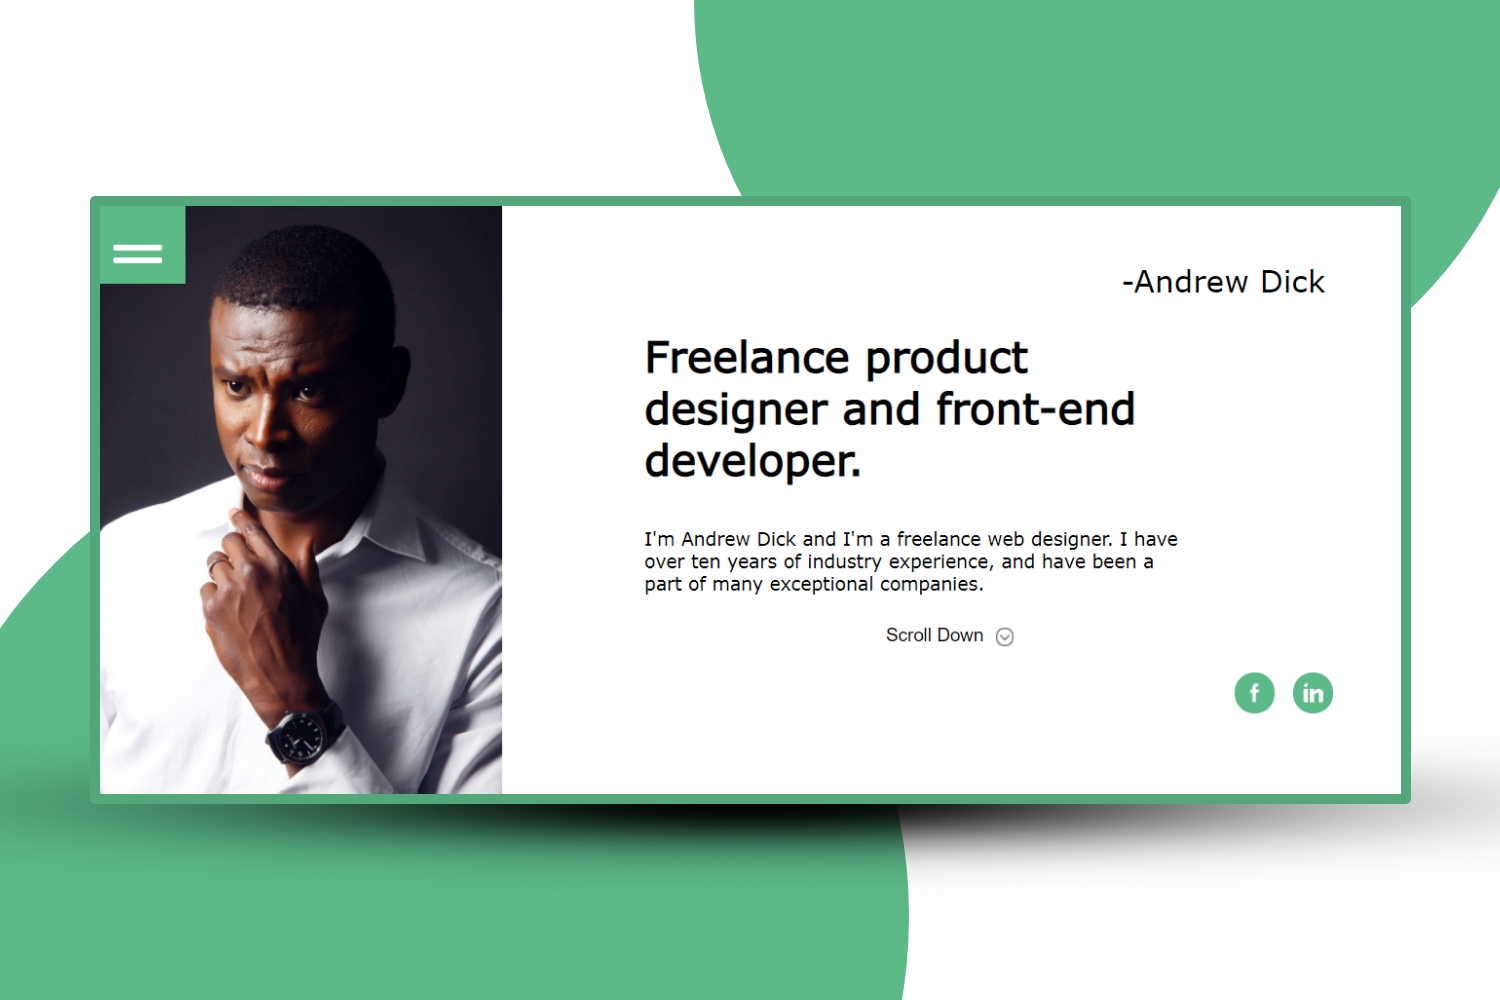 -Andrew Dick
Freelance product
designer and front-end
developer.
I'm Andrew Dick and I'm a freelance web designer. I have
over ten years of industry experience, and have been a
part of many exceptional companies.
Scroll Down
f in